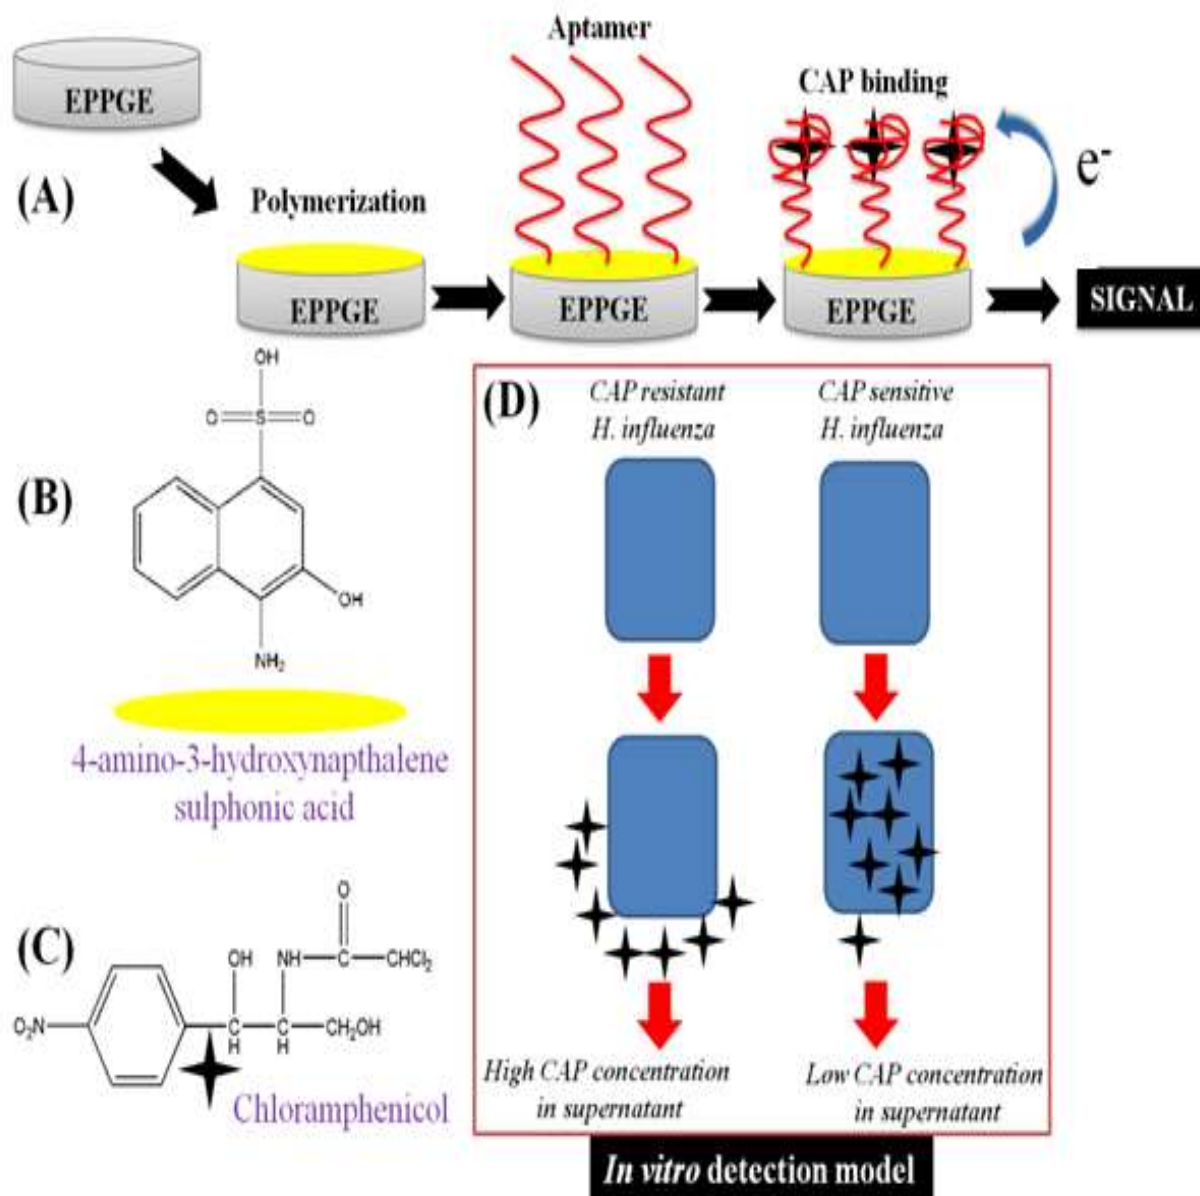 EPPGE
(A)
Polymerization
EPPGE
Aptamer
EPPGE
CAP binding
e-
EPPGE
SIGNAL
(B)
OH
O=S=O
OH
NH₂
4-amino-3-hydroxynapthalene
sulphonic acid
(C)
O
OH NH C CHCl₂
O₂N C C CH₂OH
H H
Chloramphenicol
(D)
CAP resistant
H. influenza
CAP sensitive
H. influenza
High CAP concentration
in supernatant
Low CAP concentration
in supernatant
In vitro detection model